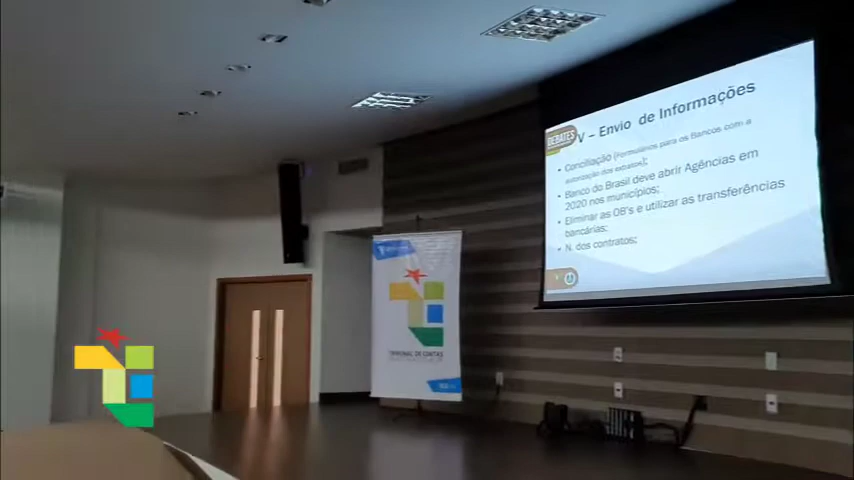 DEBATES
V – Envio de Informações
• Conciliação (Formulários para os Bancos com a
autorização dos extratos);
• Banco do Brasil deve abrir Agências em
2020 nos municípios;
• Eliminar as OB's e utilizar as Transferências
bancárias;
• N. dos contratos;
TRIBUNAL DE CONTAS